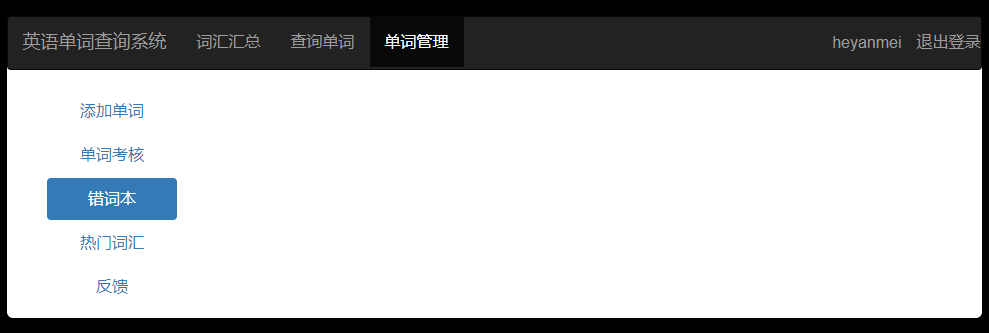 英语单词查询系统 词汇汇总 查询单词 单词管理 heyanmei 退出登录
添加单词
单词考核
错词本
热门词汇
反馈